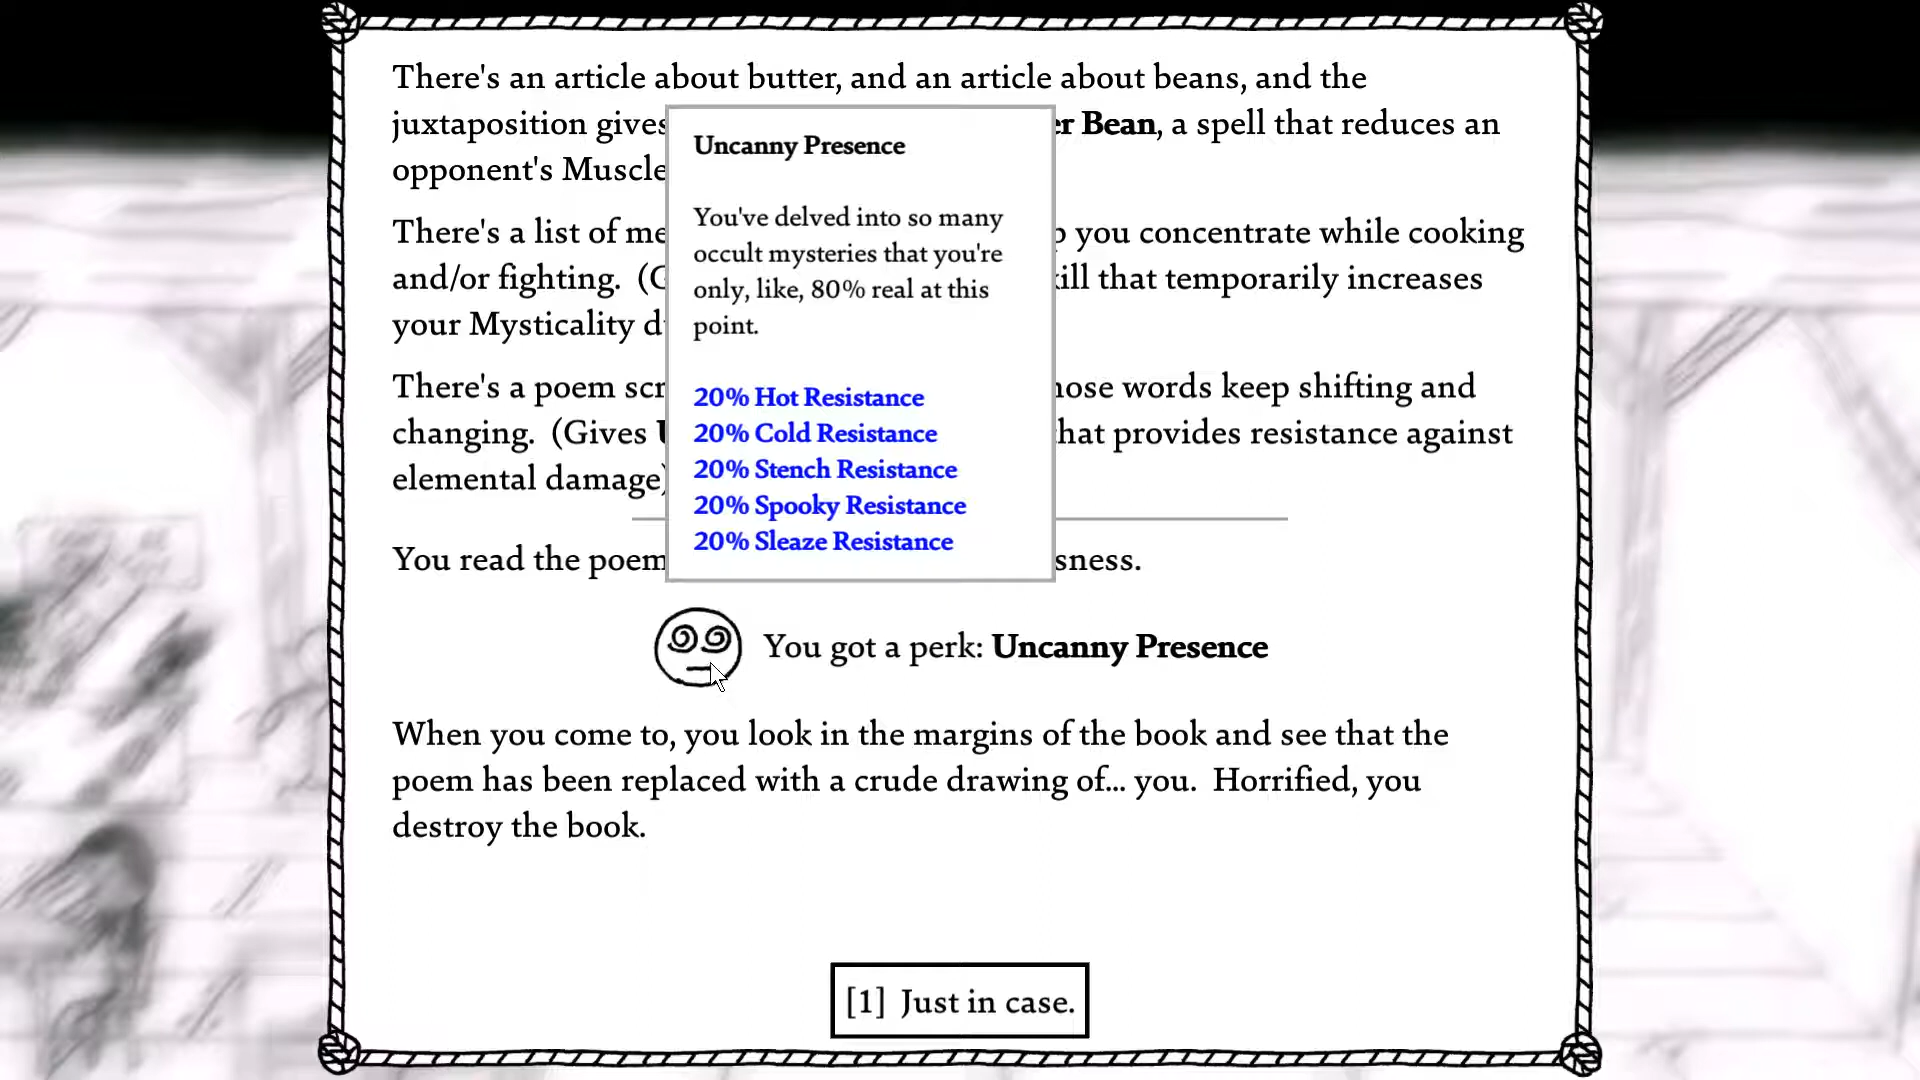 There's an article about butter, and an article about beans, and the
juxtaposition gives er Bean, a spell that reduces an
opponent's Muscle
There's a list of me p you concentrate while cooking
and/or fighting. (G kill that temporarily increases
your Mysticality d
There's a poem scr hose words keep shifting and
changing. (Gives U that provides resistance against
elemental damage)
You read the poem sness.
Uncanny Presence
You've delved into so many
occult mysteries that you're
only, like, 80% real at this
point.
20% Hot Resistance
20% Cold Resistance
20% Stench Resistance
20% Spooky Resistance
20% Sleaze Resistance
You got a perk: Uncanny Presence
When you come to, you look in the margins of the book and see that the
poem has been replaced with a crude drawing of... you. Horrified, you
destroy the book.
[1] Just in case.